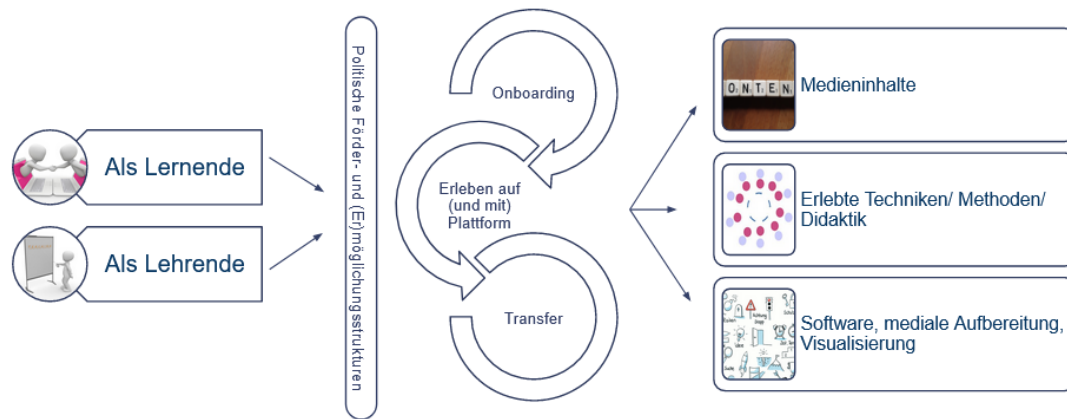 Als Lernende
Als Lehrende
Politische Förder- und (Er)möglichungsstrukturen
Onboarding
Erleben auf
(und mit)
Plattform
Transfer
ONTEN
Medieninhalte
Erlebte Techniken/ Methoden/
Didaktik
Software, mediale Aufbereitung,
Visualisierung